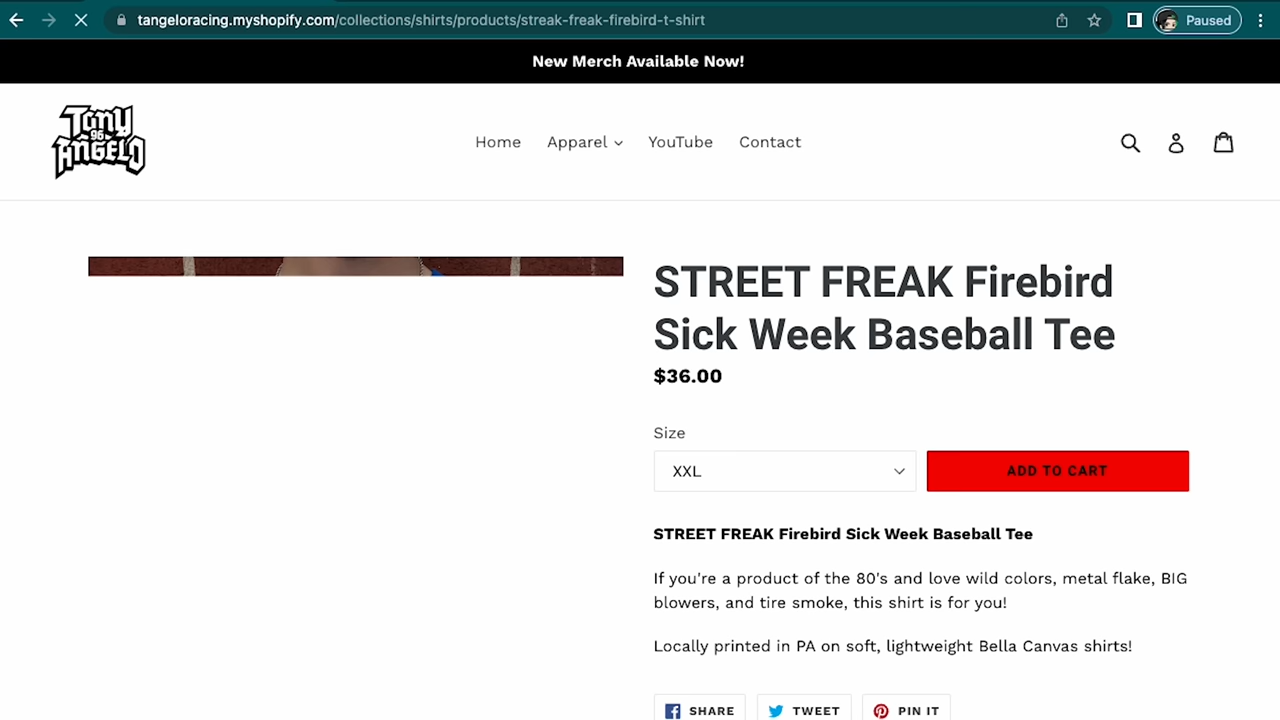 tangeloracing.myshopify.com/collections/shirts/products/streak-freak-firebird-t-shirt
Paused
New Merch Available Now!
Tony
96
Angelo
Home Apparel YouTube Contact
STREET FREAK Firebird
Sick Week Baseball Tee
$36.00
Size
XXL
ADD TO CART
STREET FREAK Firebird Sick Week Baseball Tee
If you're a product of the 80's and love wild colors, metal flake, BIG
blowers, and tire smoke, this shirt is for you!
Locally printed in PA on soft, lightweight Bella Canvas shirts!
SHARE TWEET PIN IT